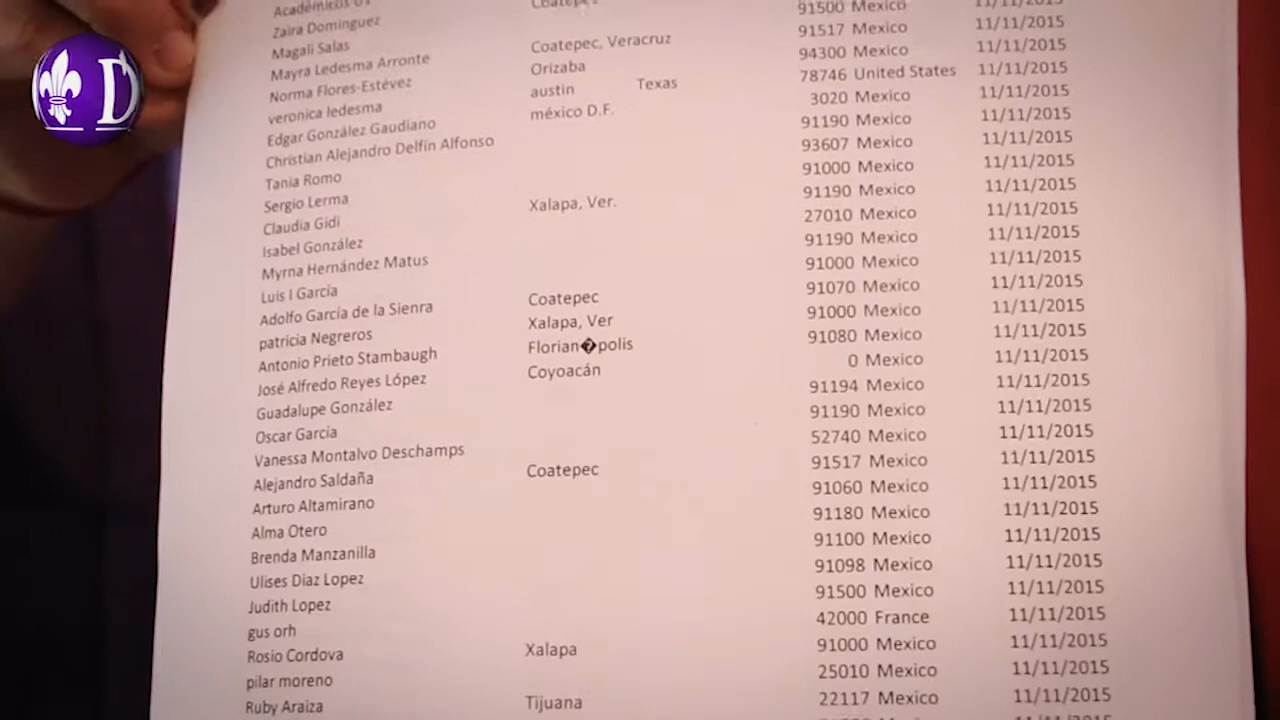 D
Zaira Dominguez Coatepec
Magali Salas 91500 Mexico 11/11/2015
Mayra Ledesma Arronte Coatepec, Veracruz 91517 Mexico 11/11/2015
Norma Flores-Estévez Orizaba 94300 Mexico 11/11/2015
veronica ledesma austin Texas 78746 United States 11/11/2015
Edgar González Gaudiano méxico D.F. 3020 Mexico 11/11/2015
Christian Alejandro Delfín Alfonso 91190 Mexico 11/11/2015
Tania Romo 93607 Mexico 11/11/2015
Sergio Lerma 91000 Mexico 11/11/2015
Claudia Gidi Xalapa, Ver. 91190 Mexico 11/11/2015
Isabel González 27010 Mexico 11/11/2015
Myrna Hernández Matus 91190 Mexico 11/11/2015
Luis I García 91000 Mexico 11/11/2015
Adolfo García de la Sienra Coatepec 91070 Mexico 11/11/2015
patricia Negreros Xalapa, Ver 91000 Mexico 11/11/2015
Antonio Prieto Stambaugh Florian�polis 91080 Mexico 11/11/2015
José Alfredo Reyes López Coyoacán 0 Mexico 11/11/2015
Guadalupe González 91194 Mexico 11/11/2015
Oscar García 91190 Mexico 11/11/2015
Vanessa Montalvo Deschamps 52740 Mexico 11/11/2015
Alejandro Saldaña Coatepec 91517 Mexico 11/11/2015
Arturo Altamirano 91060 Mexico 11/11/2015
Alma Otero 91180 Mexico 11/11/2015
Brenda Manzanilla 91100 Mexico 11/11/2015
Ulises Diaz Lopez 91098 Mexico 11/11/2015
Judith Lopez 91500 Mexico 11/11/2015
gus orh 42000 France 11/11/2015
Rosio Cordova Xalapa 91000 Mexico 11/11/2015
pilar moreno 25010 Mexico 11/11/2015
Ruby Araiza Tijuana 22117 Mexico 11/11/2015